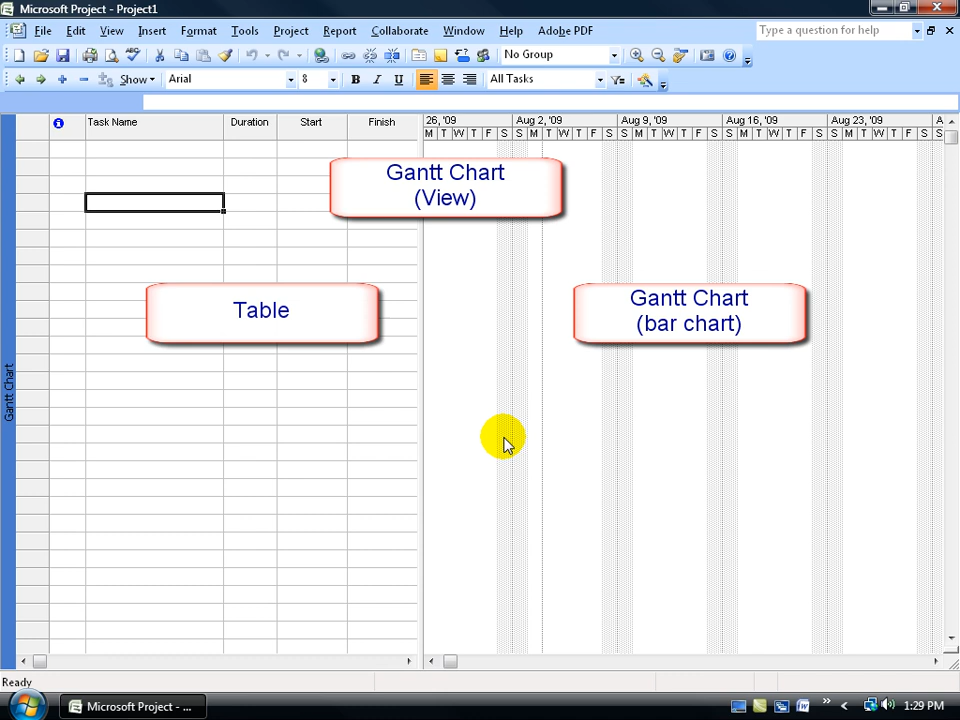 Microsoft Project - Project1
File Edit View Insert Format Tools Project Report Collaborate Window Help Adobe PDF Type a question for help
No Group
Show Arial 8 B I U All Tasks
Task Name Duration Start Finish
26, '09 Aug 2, '09 Aug 9, '09 Aug 16, '09 Aug 23, '09 A
M T W T F S S M T W T F S S M T W T F S S M T W T F S S M T W T F S S
Gantt Chart
(View)
Table
Gantt Chart
(bar chart)
Gantt Chart
Ready
Microsoft Project - ...
1:29 PM